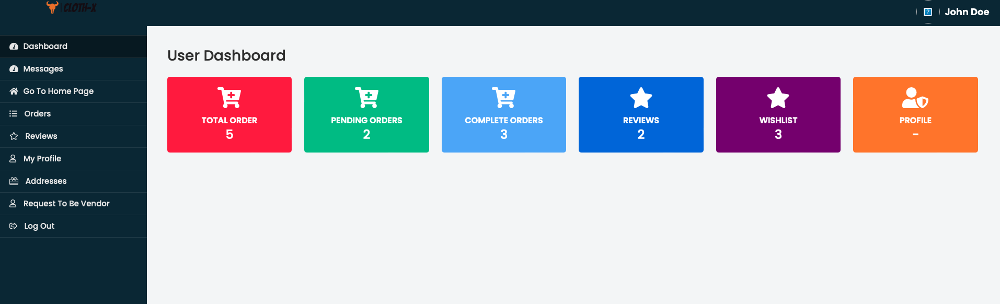 CLOTH-X
John Doe
Dashboard
Messages
Go To Home Page
Orders
Reviews
My Profile
Addresses
Request To Be Vendor
Log Out
User Dashboard
TOTAL ORDER
5
PENDING ORDERS
2
COMPLETE ORDERS
3
REVIEWS
2
WISHLIST
3
PROFILE
-